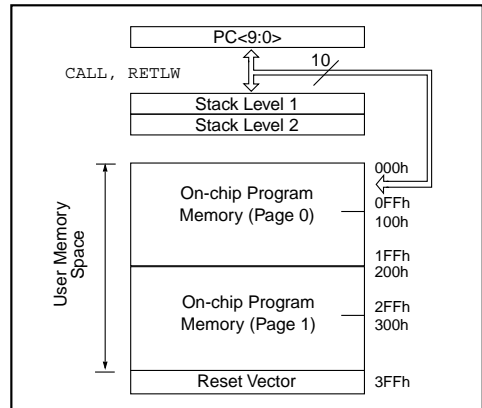 PC<9:0>
10
CALL, RETLW
Stack Level 1
Stack Level 2
000h
On-chip Program
Memory (Page 0)
0FFh
100h
1FFh
200h
User Memory
Space
On-chip Program
Memory (Page 1)
2FFh
300h
Reset Vector
3FFh